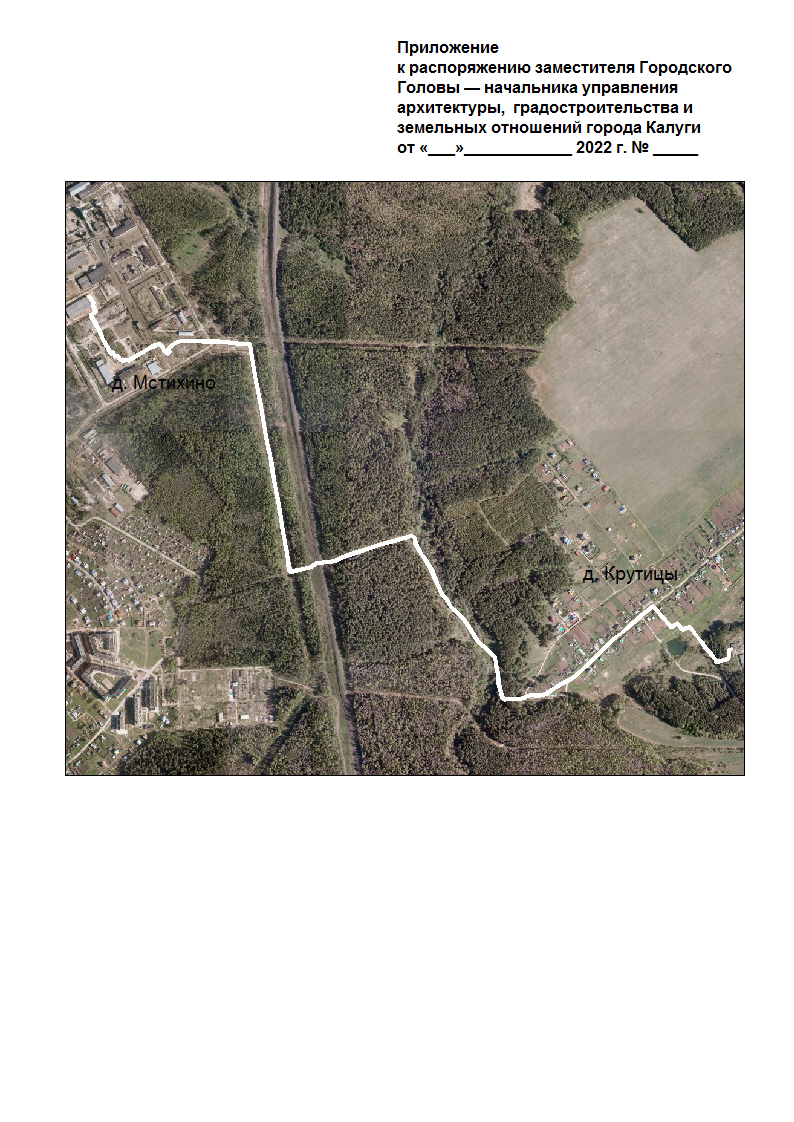 Приложение
к распоряжению заместителя Городского
Головы — начальника управления
архитектуры, градостроительства и
земельных отношений города Калуги
от «___»____________ 2022 г. № _____
д. Мстихино
д. Крутицы